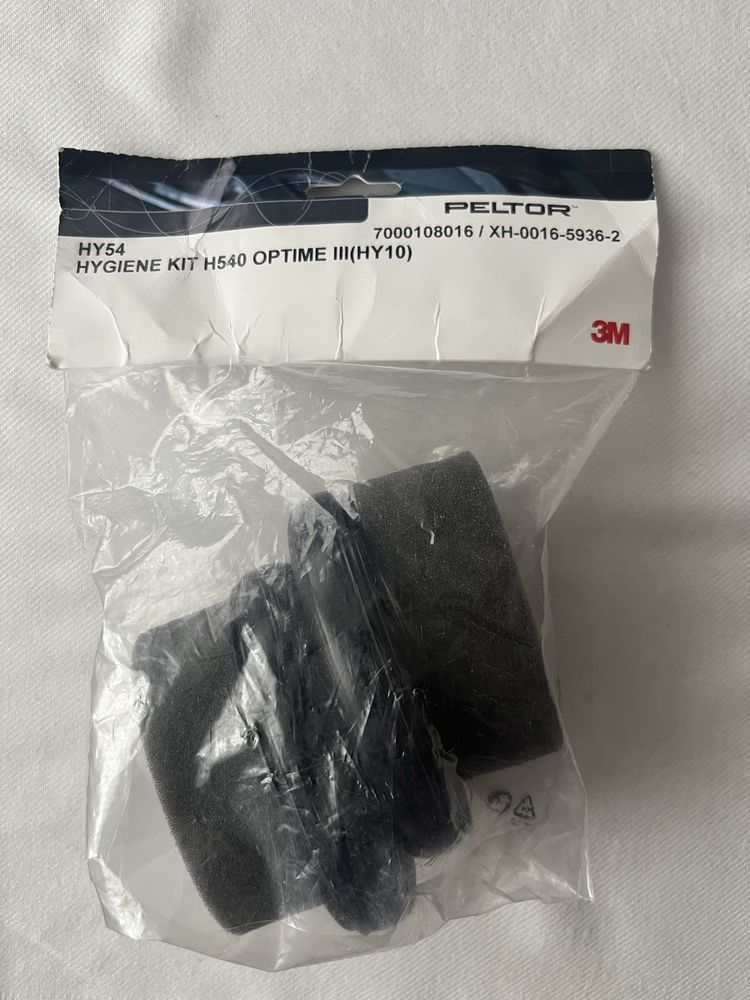 PELTOR™
7000108016 / XH-0016-5936-2
HY54
HYGIENE KIT H540 OPTIME III(HY10)
3M